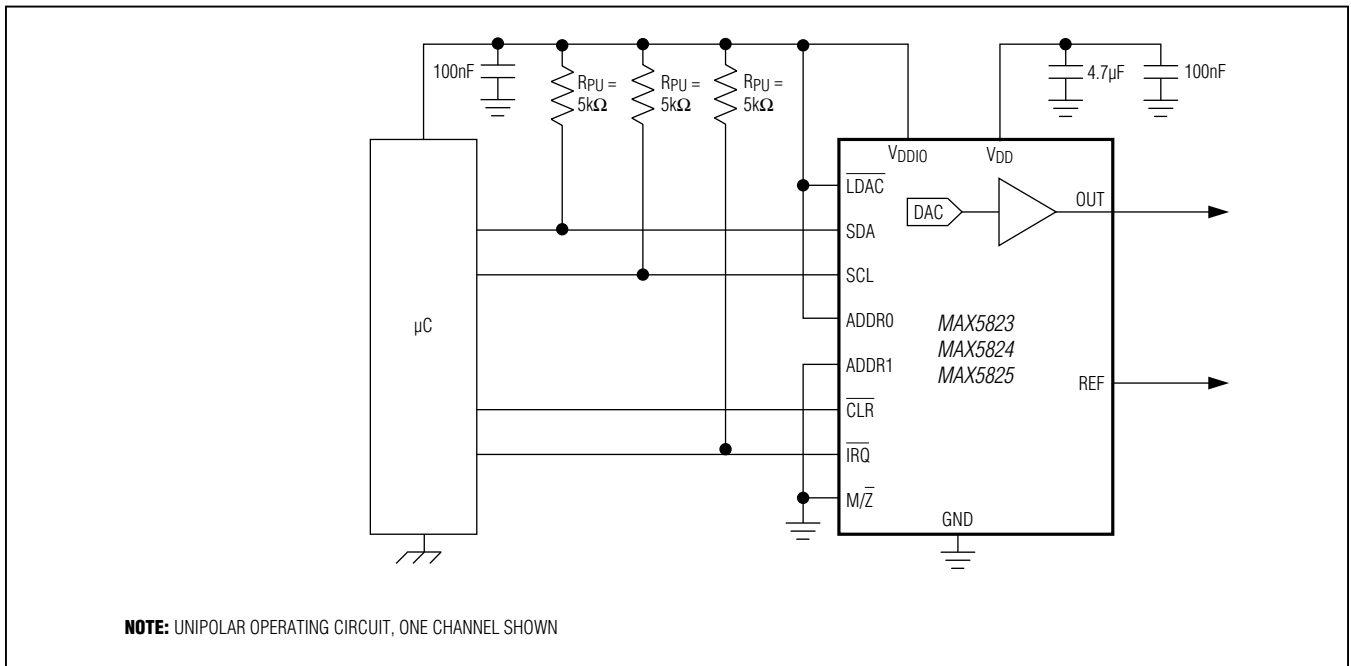 100nF
RPU =
5kΩ
RPU =
5kΩ
RPU =
5kΩ
4.7µF
100nF
VDDIO
VDD
LDAC
DAC
OUT
SDA
SCL
µC
ADDR0
MAX5823
MAX5824
MAX5825
ADDR1
REF
CLR
IRQ
M/Z
GND
NOTE: UNIPOLAR OPERATING CIRCUIT, ONE CHANNEL SHOWN